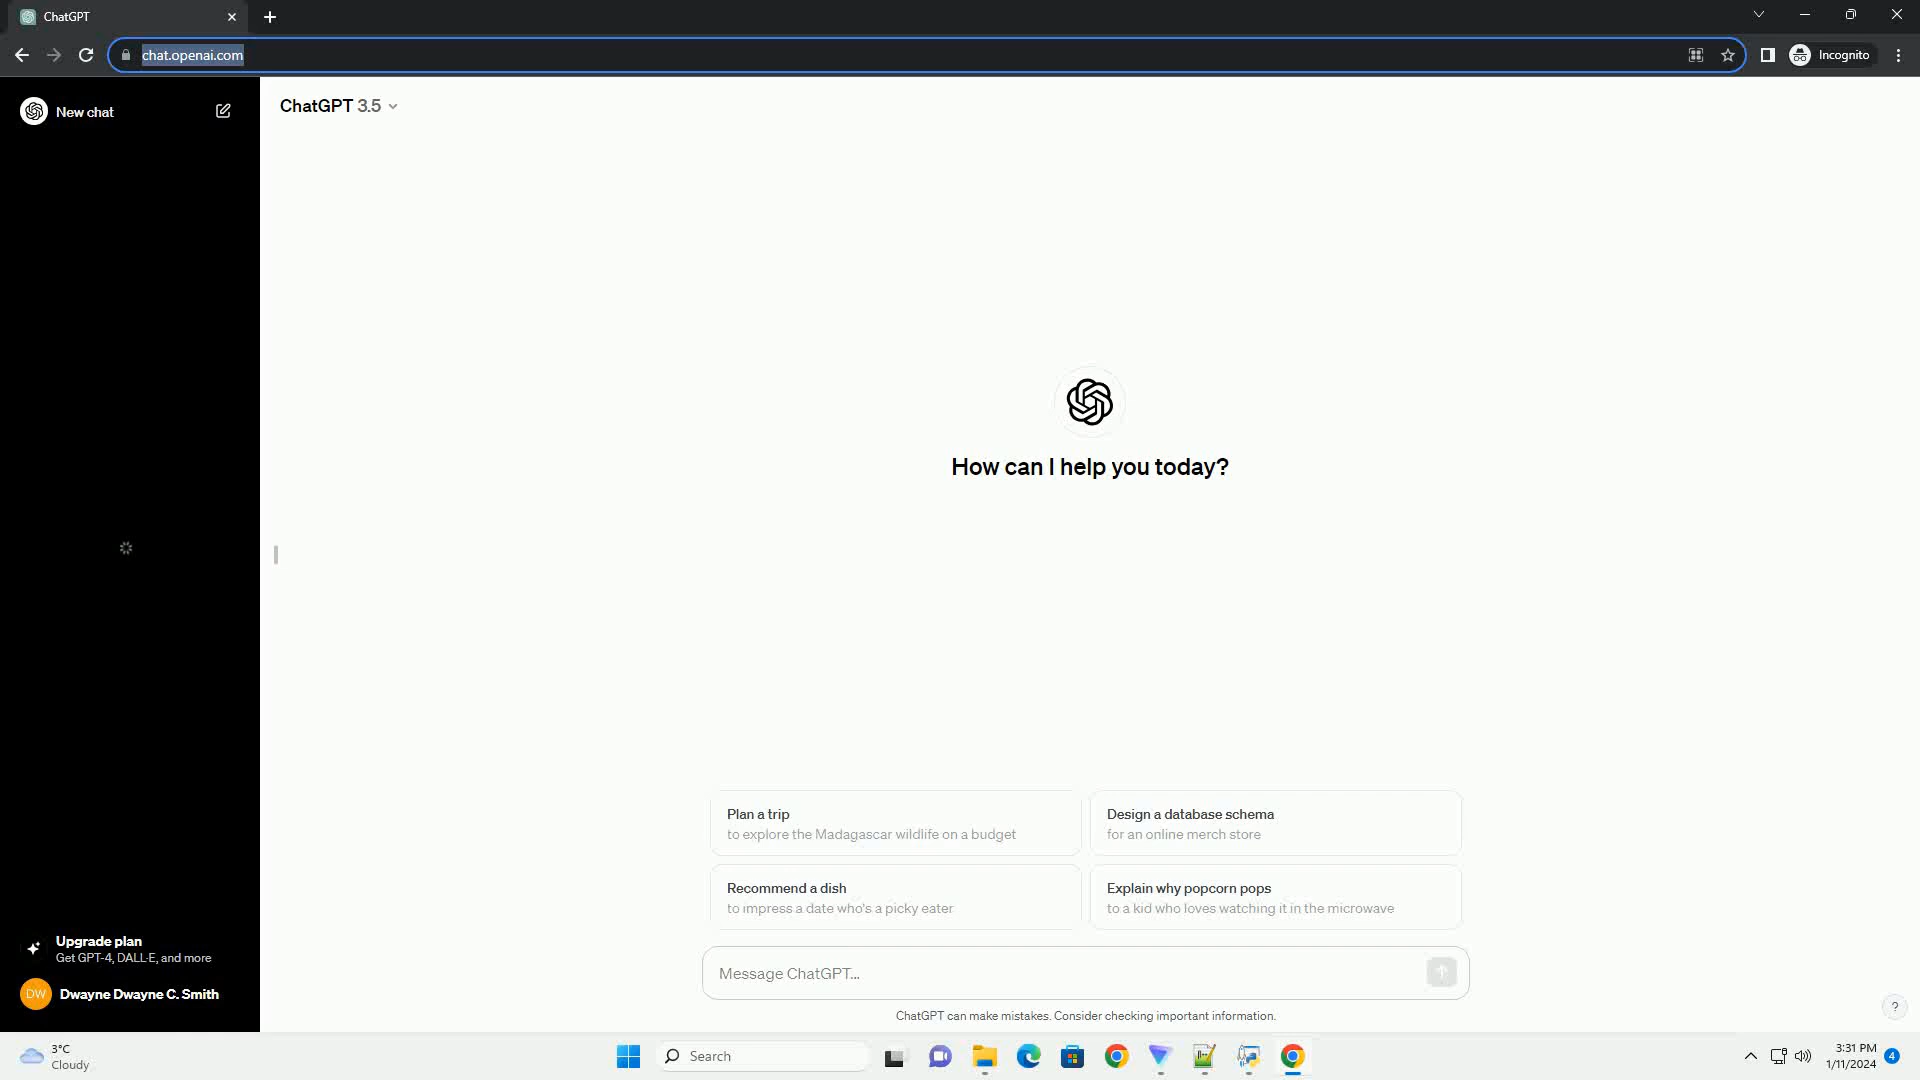 ChatGPT
chat.openai.com
Incognito
New chat
ChatGPT 3.5
How can I help you today?
Plan a trip
to explore the Madagascar wildlife on a budget
Design a database schema
for an online merch store
Recommend a dish
to impress a date who's a picky eater
Explain why popcorn pops
to a kid who loves watching it in the microwave
Upgrade plan
Get GPT-4, DALL·E, and more
DW
Dwayne Dwayne C. Smith
Message ChatGPT...
ChatGPT can make mistakes. Consider checking important information.
?
3°C
Cloudy
Search
3:31 PM
1/11/2024
4